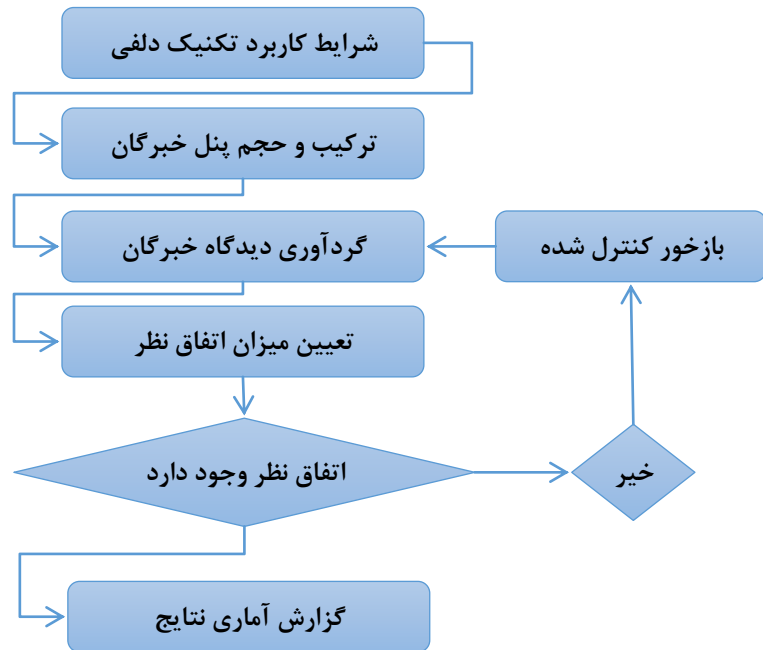 شرایط کاربرد تکنیک دلفی
ترکیب و حجم پنل خبرگان
گردآوری دیدگاه خبرگان
بازخور کنترل شده
تعیین میزان اتفاق نظر
اتفاق نظر وجود دارد
خیر
گزارش آماری نتایج